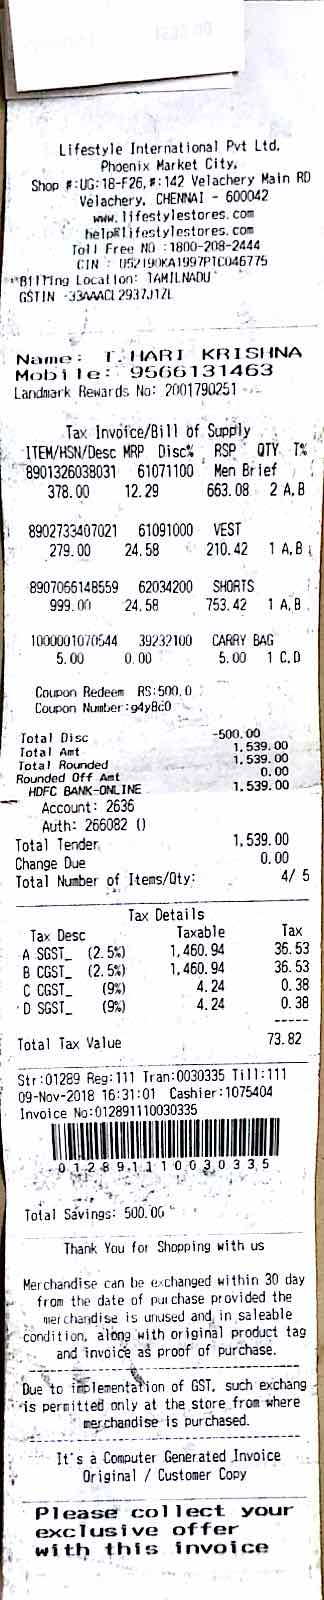 Lifestyle International Pvt Ltd.
Phoenix Market City,
Shop #:UG:18-F26,#:142 Velachery Main RD
Velachery, CHENNAI - 600042
www.lifestylestores.com
help@lifestylestores.com
Toll Free NO :1800-208-2444
CIN : U52190KA1997PTC046775
**Billing Location: TAMILNADU
GSTIN -33AAACL2937J1ZL
Name: T.HARI KRISHNA
Mobile: 9566131463
Landmark Rewards No: 2001790251
Tax Invoice/Bill of Supply
ITEM/HSN/Desc MRP Disc% RSP QTY T%
8901326038031 61071100 Men Brief
378.00 12.29 663.08 2 A,B
8902733407021 61091000 VEST
279.00 24.58 210.42 1 A,B
8907066148559 62034200 SHORTS
999.00 24.58 753.42 1 A,B
1000001070544 39232100 CARRY BAG
5.00 0.00 5.00 1 C,D
Coupon Redeem RS:500.0
Coupon Number:g4y8c0
Total Disc -500.00
Total Amt 1,539.00
Total Rounded 1,539.00
Rounded Off Amt 0.00
HDFC BANK-ONLINE 1,539.00
Account: 2636
Auth: 266082 ()
Total Tender 1,539.00
Change Due 0.00
Total Number of Items/Qty: 4/ 5
Tax Details
Tax Desc Taxable Tax
A SGST_ (2.5%) 1,460.94 36.53
B CGST_ (2.5%) 1,460.94 36.53
C CGST_ (9%) 4.24 0.38
D SGST_ (9%) 4.24 0.38
Total Tax Value 73.82
Str:01289 Reg:111 Tran:0030335 Till:111
09-Nov-2018 16:31:01 Cashier:1075404
Invoice No:012891110030335
012891110030335
Total Savings: 500.00
Thank You for Shopping with us
Merchandise can be exchanged within 30 day
from the date of purchase provided the
merchandise is unused and in saleable
condition, along with original product tag
and invoice as proof of purchase.
Due to implementation of GST, such exchang
is permitted only at the store from where
merchandise is purchased.
It's a Computer Generated Invoice
Original / Customer Copy
Please collect your
exclusive offer
with this invoice